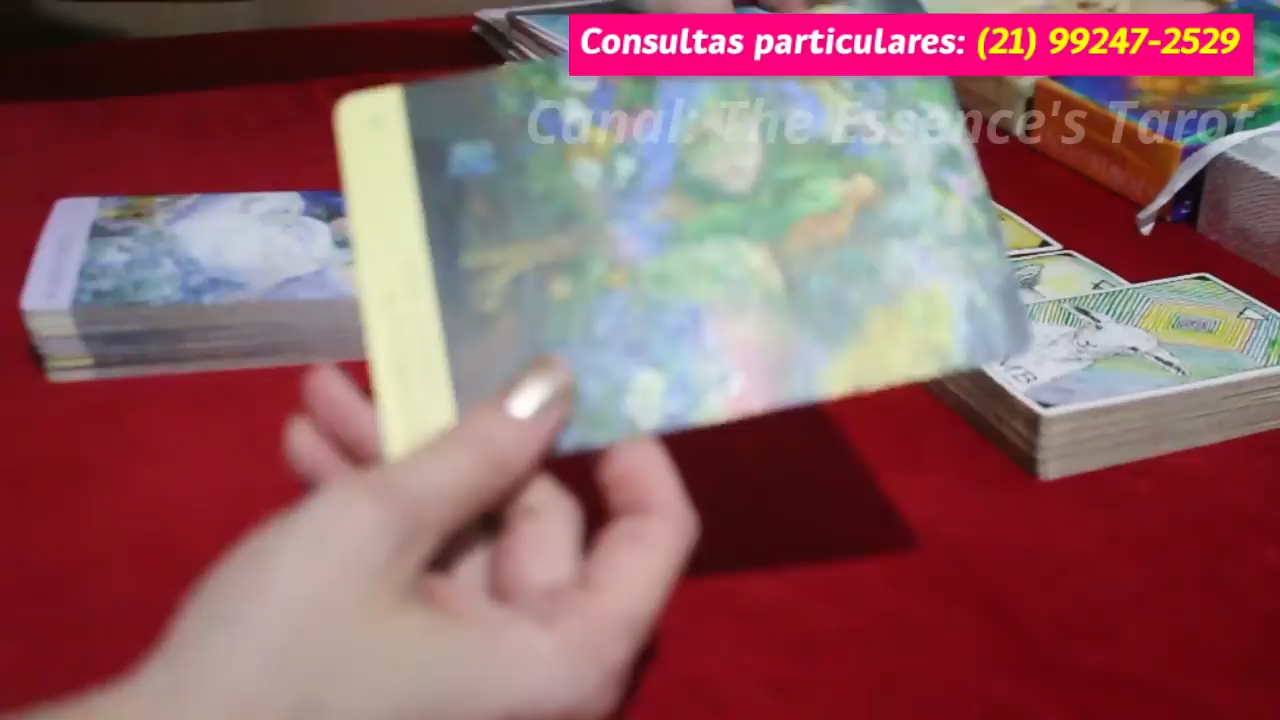 Consultas particulares: (21) 99247-2529
Canal: The Essence's Tarot